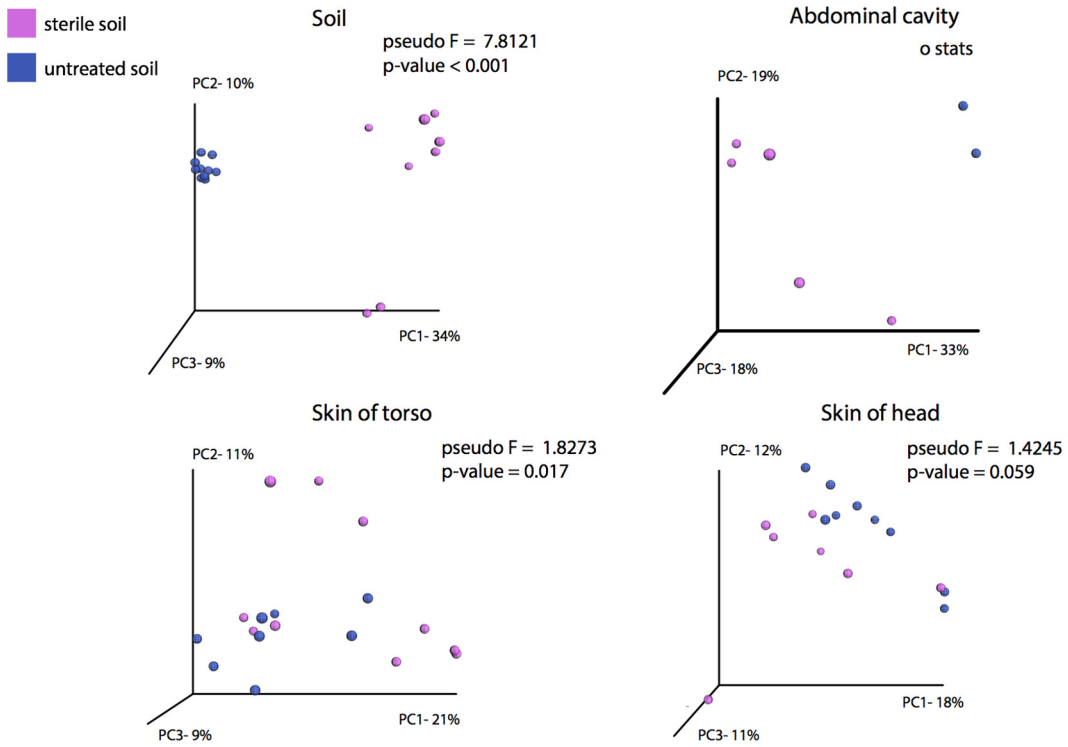 sterile soil
untreated soil
Soil
pseudo F = 7.8121
p-value < 0.001
PC2- 10%
PC1- 34%
PC3- 9%
Abdominal cavity
o stats
PC2- 19%
PC1- 33%
PC3- 18%
Skin of torso
pseudo F = 1.8273
p-value = 0.017
PC2- 11%
PC1- 21%
PC3- 9%
Skin of head
pseudo F = 1.4245
p-value = 0.059
PC2- 12%
PC1- 18%
PC3- 11%